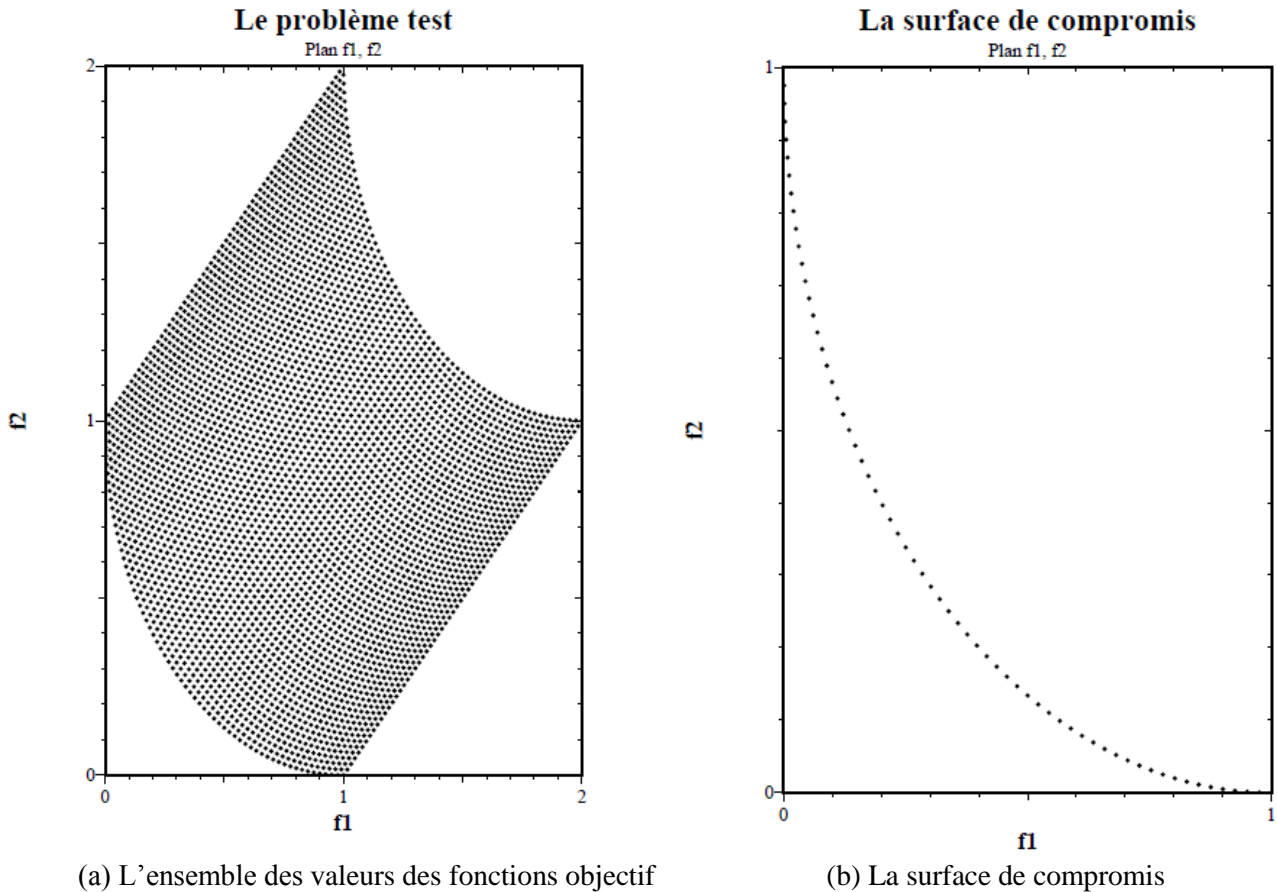 Le problème test
Plan f1, f2
2
1
0
f2
0
1
2
f1
(a) L'ensemble des valeurs des fonctions objectif
La surface de compromis
Plan f1, f2
1
0
f2
0
1
f1
(b) La surface de compromis